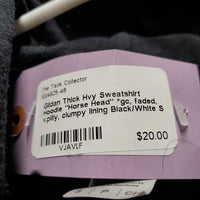 The Tack Collector
Gildan Thick Hvy Sweatshirt
Hoodie "Horse Head" *gc, faded,
v.pilly, clumpy lining Black/White S
$20.00
VJAVLF